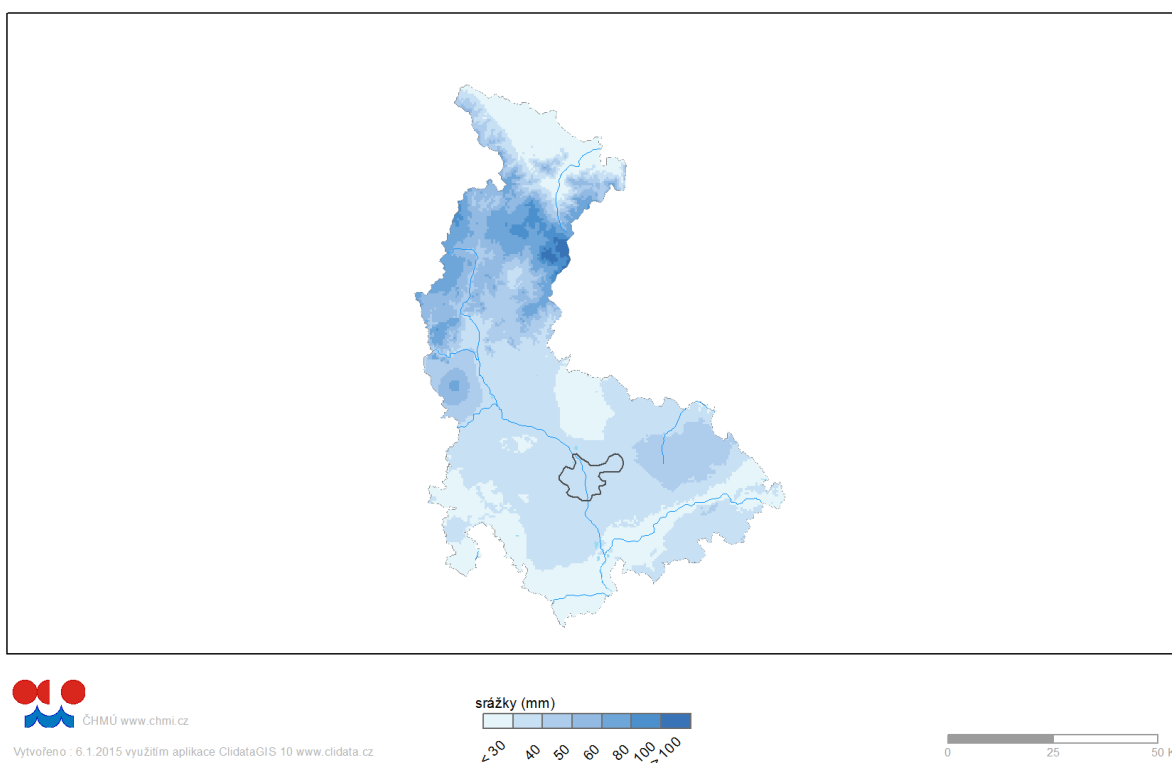 srážky (mm)
< 30 40 50 60 80 100 > 100
ČHMÚ www.chmi.cz
Vytvořeno : 6.1.2015 využitím aplikace ClidataGIS 10 www.clidata.cz
0 25 50 K